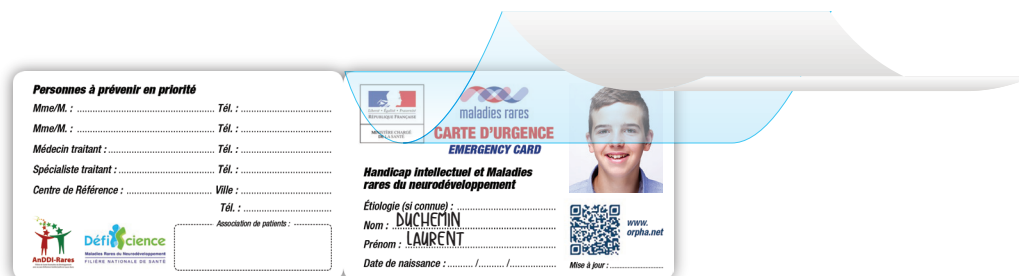 Personnes à prévenir en priorité
Mme/M. : ........................................ Tél. : ................................
Mme/M. : ........................................ Tél. : ................................
Médecin traitant : ........................................ Tél. : ................................
Spécialiste traitant : ........................................ Tél. : ................................
Centre de Référence : ................................ Ville : ................................
Tél. : ................................
Association de patients :
AnDDI-Rares
DéfiScience
Maladies Rares du Neurodéveloppement
FILIÈRE NATIONALE DE SANTÉ
Liberté • Égalité • Fraternité
RÉPUBLIQUE FRANÇAISE
MINISTÈRE CHARGÉ
DE LA SANTÉ
maladies rares
CARTE D'URGENCE
EMERGENCY CARD
Handicap intellectuel et Maladies
rares du neurodéveloppement
Étiologie (si connue) : ................................
Nom : DUCHEMIN
Prénom : LAURENT
Date de naissance : ........./........./................
www.
orpha.net
Mise à jour : ........................